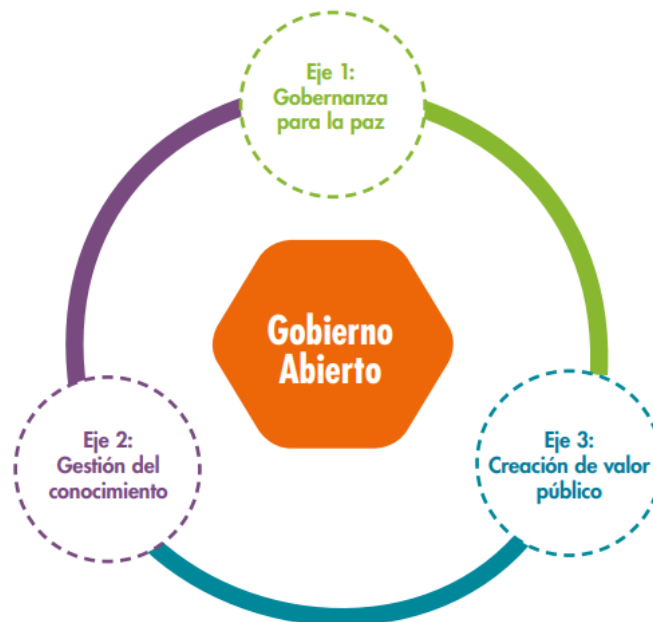 Eje 1:
Gobernanza
para la paz
Gobierno
Abierto
Eje 2:
Gestión del
conocimiento
Eje 3:
Creación de valor
público